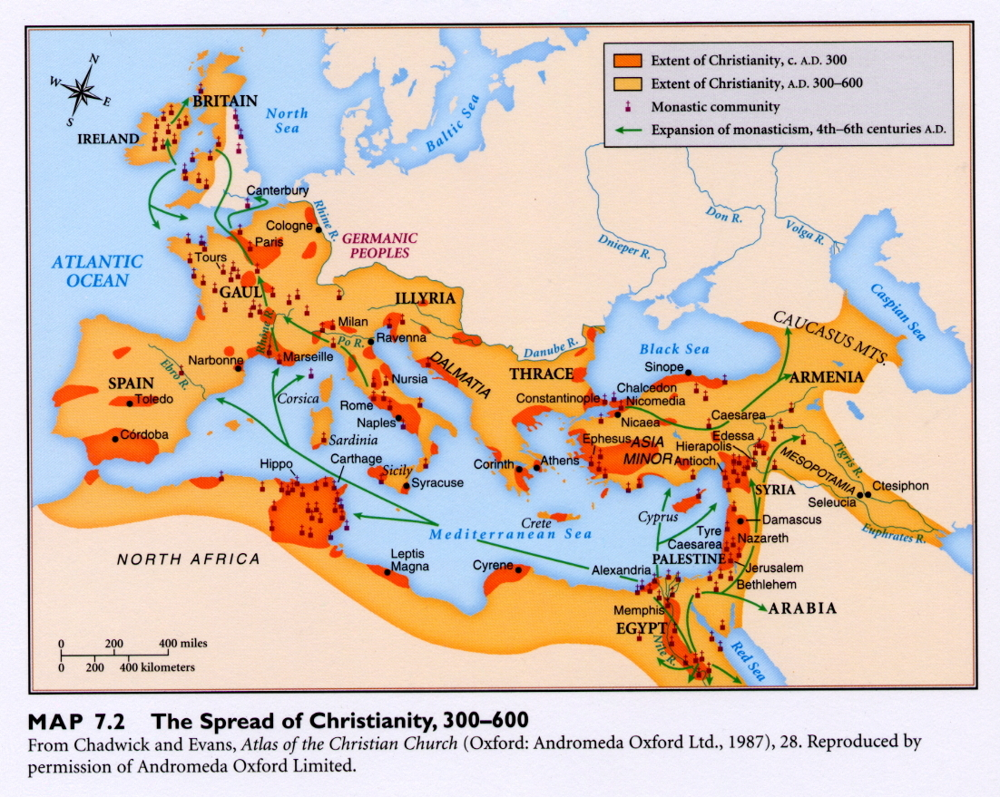 N
W
E
S
Extent of Christianity, c. A.D. 300
Extent of Christianity, A.D. 300–600
Monastic community
Expansion of monasticism, 4th–6th centuries A.D.
BRITAIN
IRELAND
North
Sea
Baltic Sea
Canterbury
Cologne
Rhine R.
GERMANIC
PEOPLES
Paris
Tours
ATLANTIC
OCEAN
GAUL
Don R.
Volga R.
Dnieper R.
Caspian Sea
ILLYRIA
Milan
Po R.
Ravenna
Rhône R.
Marseille
Narbonne
DALMATIA
Danube R.
Black Sea
CAUCASUS MTS.
SPAIN
Ebro R.
Toledo
Córdoba
Corsica
Nursia
Rome
Naples
Sardinia
THRACE
Sinope
ARMENIA
Constantinople
Chalcedon
Nicomedia
Nicaea
Caesarea
Edessa
Ephesus
ASIA
MINOR
Hierapolis
Antioch
MESOPOTAMIA
Tigris R.
Hippo
Carthage
Sicily
Syracuse
Corinth
Athens
SYRIA
Seleucia
Ctesiphon
Euphrates R.
Crete
Mediterranean Sea
Cyprus
Damascus
Tyre
Caesarea
Nazareth
PALESTINE
Jerusalem
Bethlehem
NORTH AFRICA
Leptis
Magna
Cyrene
Alexandria
Memphis
EGYPT
Nile R.
ARABIA
Red Sea
0 200 400 miles
0 200 400 kilometers
MAP 7.2 The Spread of Christianity, 300–600
From Chadwick and Evans, Atlas of the Christian Church (Oxford: Andromeda Oxford Ltd., 1987), 28. Reproduced by
permission of Andromeda Oxford Limited.